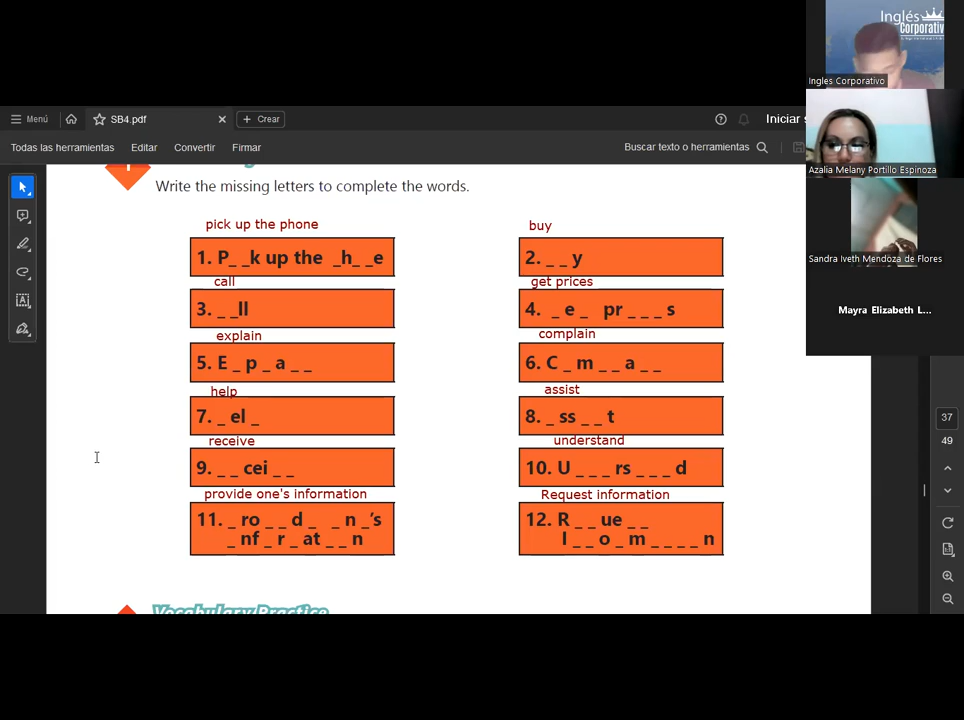 Inglés
Corporativ
Ingles Corporativo
Menú
SB4.pdf
Crear
Iniciar s
Todas las herramientas
Editar
Convertir
Firmar
Buscar texto o herramientas
Azalia Melany Portillo Espinoza
Sandra Iveth Mendoza de Flores
Mayra Elizabeth L...
Write the missing letters to complete the words.
pick up the phone
1. P_ _k up the _h_ _e
buy
2. _ _ y
call
3. _ _ll
get prices
4. _ e _ pr _ _ _ s
explain
5. E _ p _ a _ _
complain
6. C _ m _ _ a _ _
help
7. _ el _
assist
8. _ ss _ _ t
receive
9. _ _ cei _ _
understand
10. U _ _ _ rs _ _ _ d
provide one's information
11. _ ro _ _ d _ _ n _'s
_ nf _ r _ at _ _ n
Request information
12. R _ _ ue _ _
I _ _ o _ m _ _ _ _ n
Vocabulary Practice
37
49